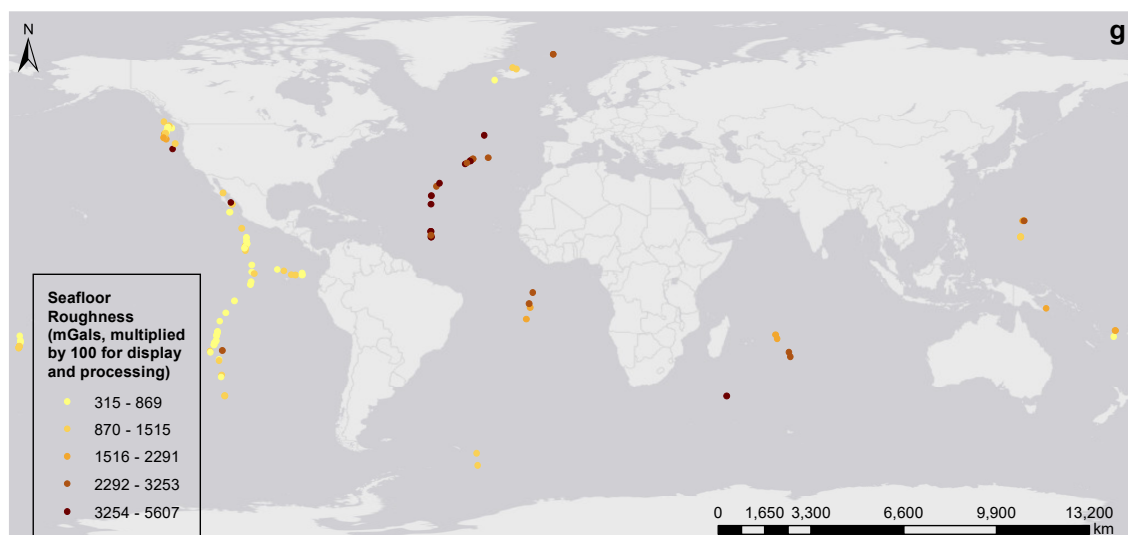 N
g
Seafloor
Roughness
(mGals, multiplied
by 100 for display
and processing)
315 - 869
870 - 1515
1516 - 2291
2292 - 3253
3254 - 5607
0 1,650 3,300 6,600 9,900 13,200
km